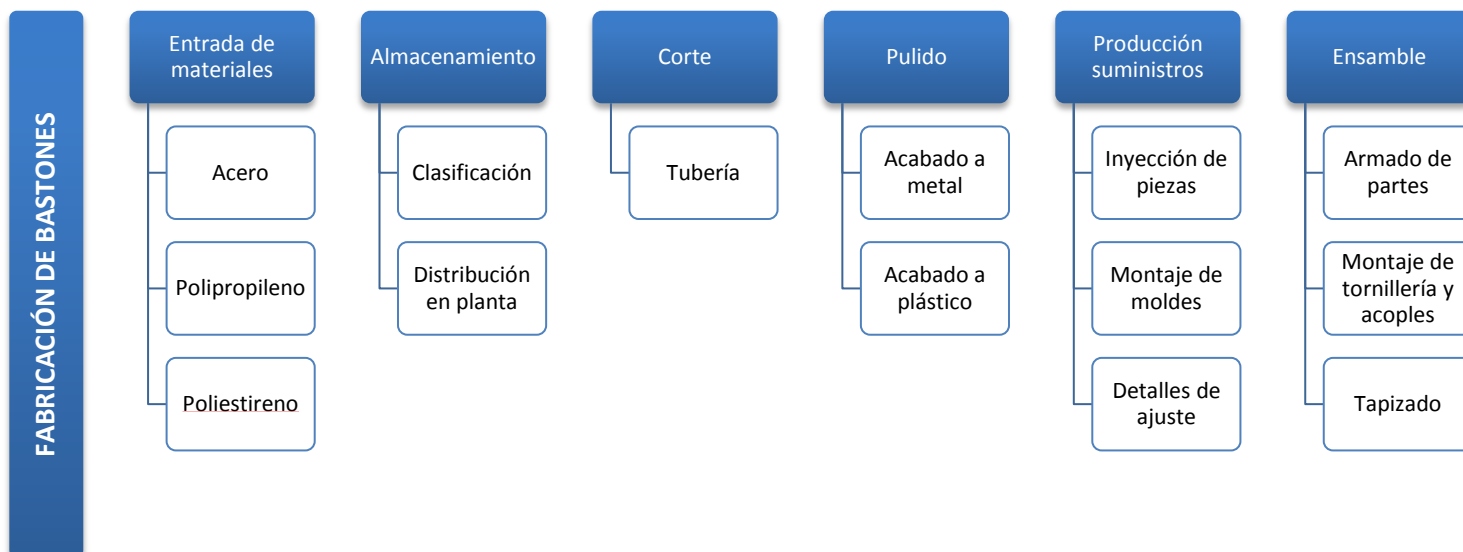 FABRICACIÓN DE BASTONES
Entrada de
materiales
Acero
Polipropileno
Poliestireno
Almacenamiento
Clasificación
Distribución
en planta
Corte
Tubería
Pulido
Acabado a
metal
Acabado a
plástico
Producción
suministros
Inyección de
piezas
Montaje de
moldes
Detalles de
ajuste
Ensamble
Armado de
partes
Montaje de
tornillería y
acoples
Tapizado